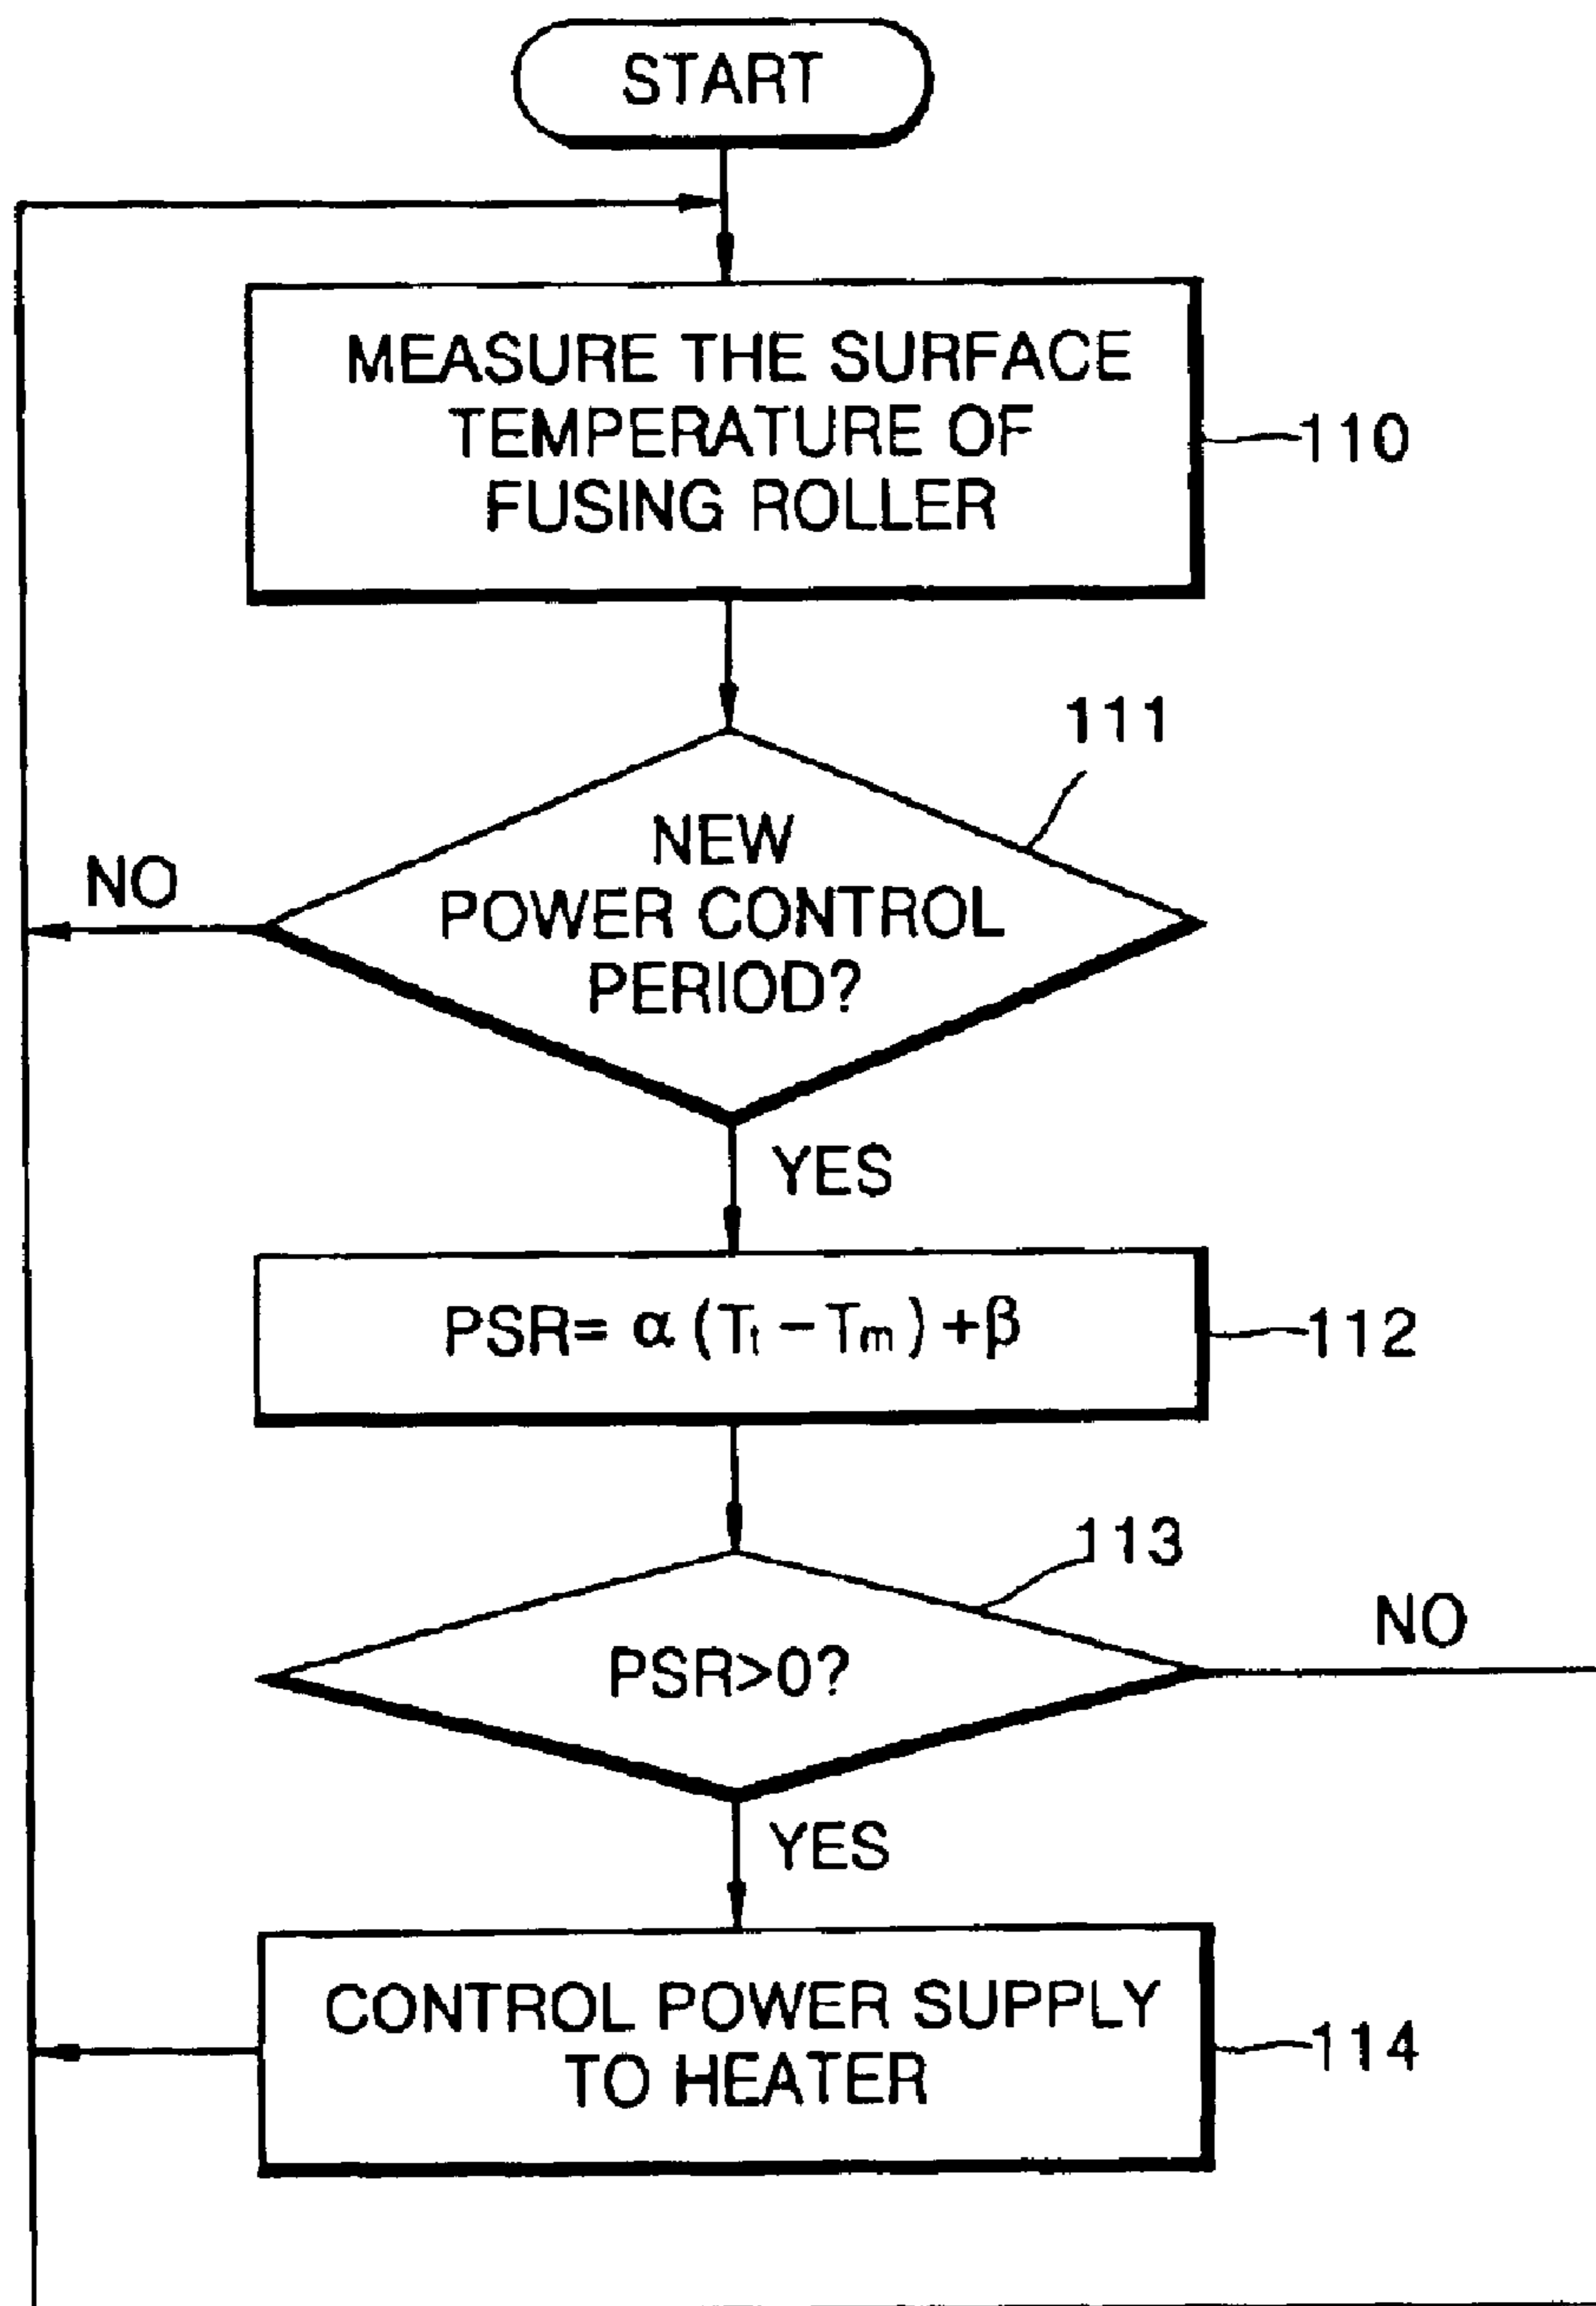 START
MEASURE THE SURFACE
TEMPERATURE OF
FUSING ROLLER
110
111
NEW
POWER CONTROL
PERIOD?
NO
YES
PSR= α (Tt − Tm) +β
112
113
PSR>0?
NO
YES
CONTROL POWER SUPPLY
TO HEATER
114